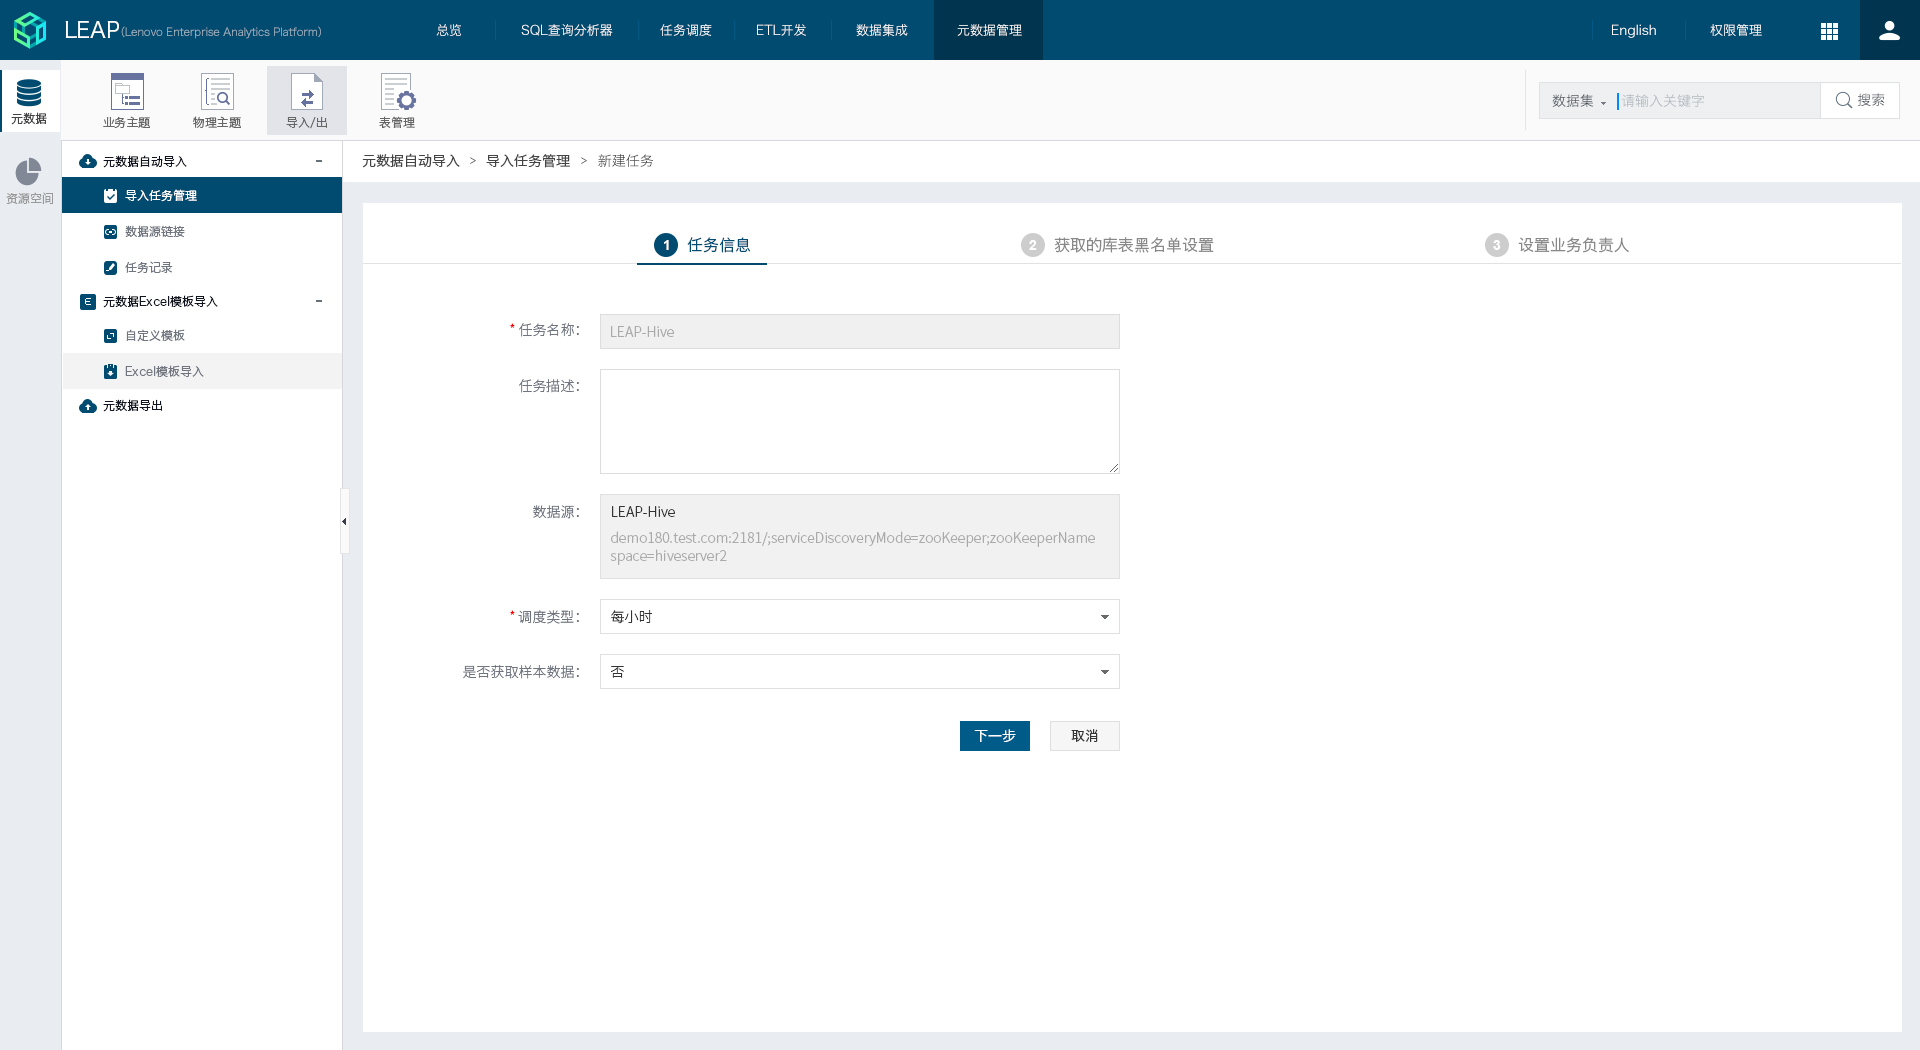 LEAP(Lenovo Enterprise Analytics Platform)
总览
SQL查询分析器
任务调度
ETL开发
数据集成
元数据管理
English
权限管理
元数据
资源空间
业务主题
物理主题
导入/出
表管理
数据集
请输入关键字
搜索
元数据自动导入
导入任务管理
数据源链接
任务记录
元数据Excel模板导入
自定义模板
Excel模板导入
元数据导出
元数据自动导入 > 导入任务管理 > 新建任务
1 任务信息
2 获取的库表黑名单设置
3 设置业务负责人
* 任务名称: LEAP-Hive
任务描述:
数据源: LEAP-Hive
demo180.test.com:2181/;serviceDiscoveryMode=zooKeeper;zooKeeperName
space=hiveserver2
* 调度类型: 每小时
是否获取样本数据: 否
下一步
取消